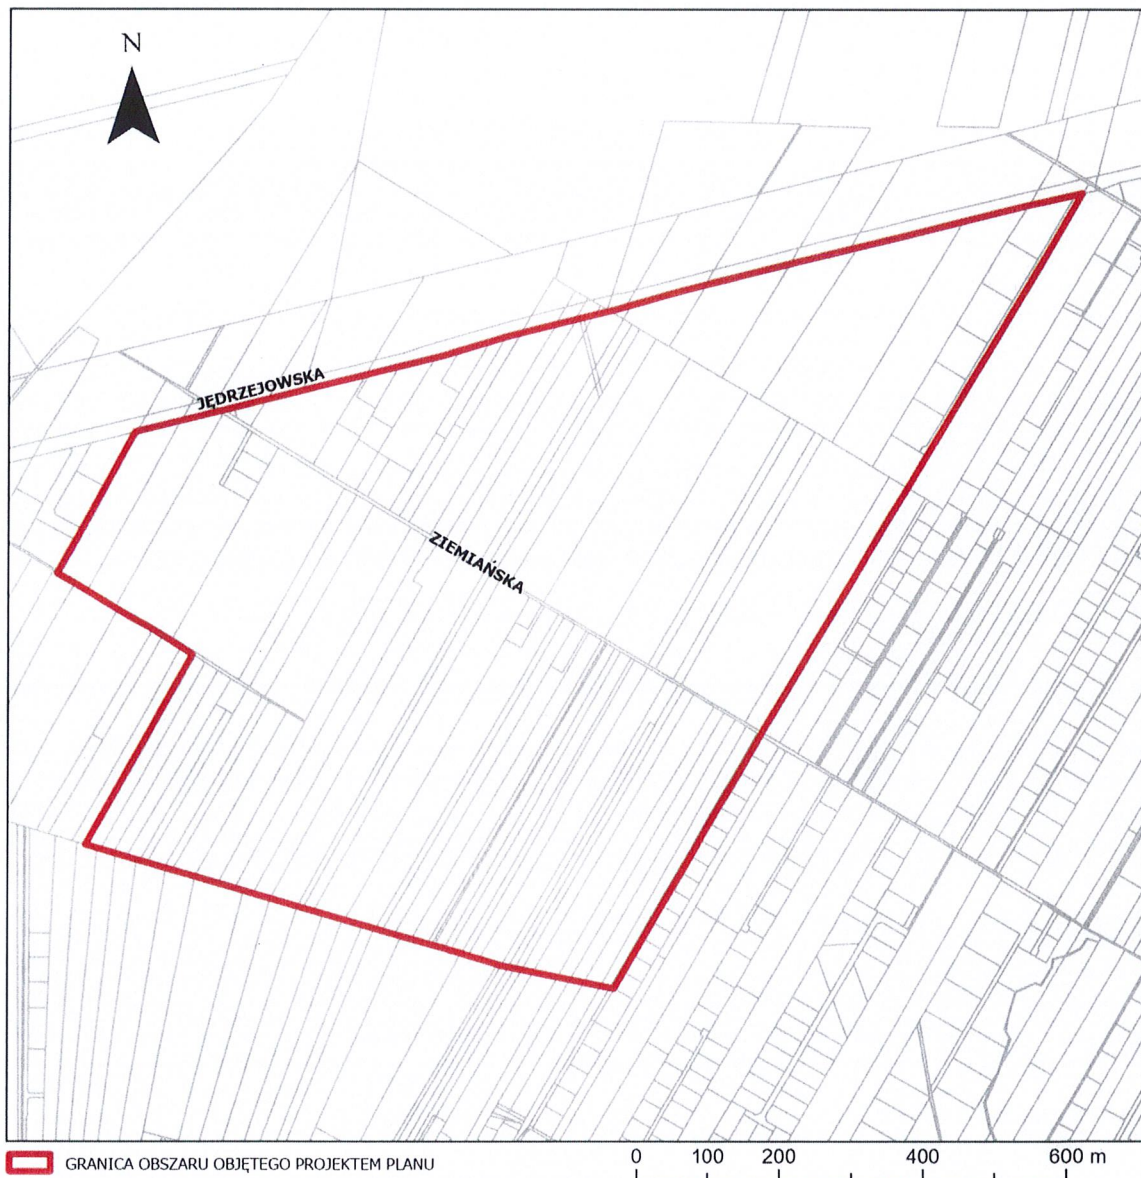 N
JĘDRZEJOWSKA
ZIEMIAŃSKA
GRANICA OBSZARU OBJĘTEGO PROJEKTEM PLANU
0 100 200 400 600 m